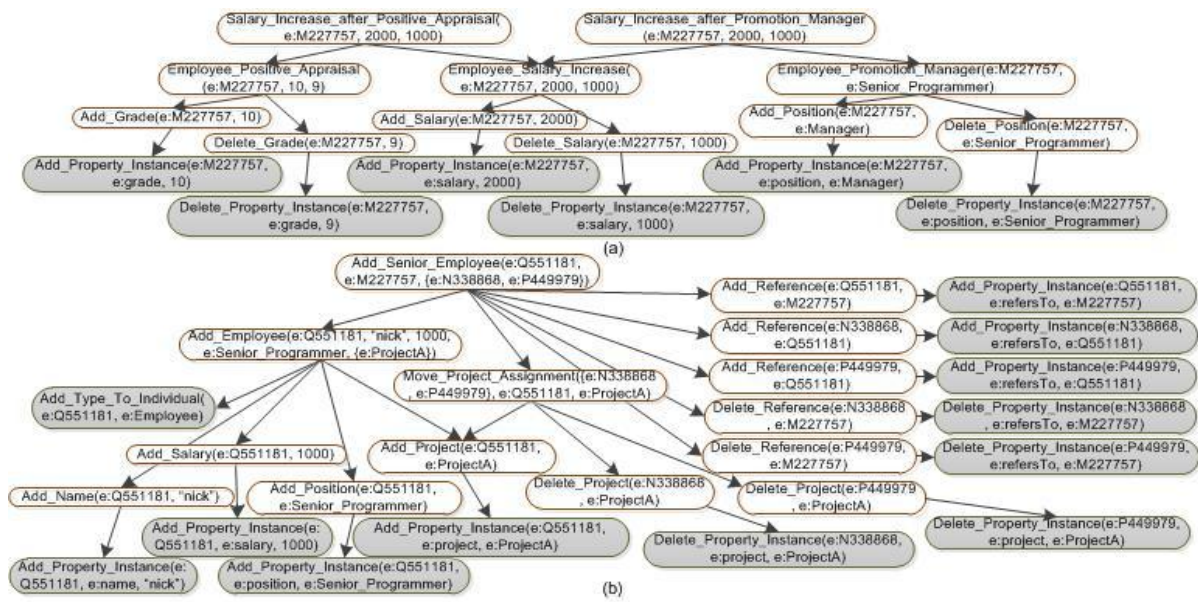 Salary_Increase_after_Positive_Appraisal(
e:M227757, 2000, 1000)
Salary_Increase_after_Promotion_Manager
(e:M227757, 2000, 1000)
Employee_Positive_Appraisal
(e:M227757, 10, 9)
Employee_Salary_Increase(
e:M227757, 2000, 1000)
Employee_Promotion_Manager(e:M227757,
e:Senior_Programmer)
Add_Grade(e:M227757, 10)
Delete_Grade(e:M227757, 9)
Add_Salary(e:M227757, 2000)
Delete_Salary(e:M227757, 1000)
Add_Position(e:M227757,
e:Manager)
Delete_Position(e:M227757,
e:Senior_Programmer)
Add_Property_Instance(e:M227757,
e:grade, 10)
Add_Property_Instance(e:M227757,
e:salary, 2000)
Add_Property_Instance(e:M227757,
e:position, e:Manager)
Delete_Property_Instance(e:M227757,
e:grade, 9)
Delete_Property_Instance(e:M227757,
e:salary, 1000)
Delete_Property_Instance(e:M227757,
e:position, e:Senior_Programmer)
(a)
Add_Senior_Employee(e:Q551181,
e:M227757, {e:N338868, e:P449979})
Add_Reference(e:Q551181,
e:M227757)
Add_Property_Instance(e:Q551181,
e:refersTo, e:M227757)
Add_Employee(e:Q551181, "nick", 1000,
e:Senior_Programmer, {e:ProjectA})
Add_Reference(e:N338868,
e:Q551181)
Add_Property_Instance(e:N338868,
e:refersTo, e:Q551181)
Move_Project_Assignment({e:N338868
, e:P449979}, e:Q551181, e:ProjectA)
Add_Reference(e:P449979,
e:Q551181)
Add_Property_Instance(e:P449979,
e:refersTo, e:Q551181)
Add_Type_To_Individual(
e:Q551181, e:Employee)
Delete_Reference(e:N338868,
e:M227757)
Delete_Property_Instance(e:N338868
, e:refersTo, e:M227757)
Add_Salary(e:Q551181, 1000)
Add_Project(e:Q551181,
e:ProjectA)
Delete_Reference(e:P449979,
e:M227757)
Delete_Property_Instance(e:P449979
, e:refersTo, e:M227757)
Add_Name(e:Q551181, "nick")
Add_Position(e:Q551181,
e:Senior_Programmer)
Delete_Project(e:N338868
, e:ProjectA)
Delete_Project(e:P449979
, e:ProjectA)
Add_Property_Instance(e:
Q551181, e:salary, 1000)
Add_Property_Instance(e:Q551181,
e:project, e:ProjectA)
Delete_Property_Instance(e:N338868,
e:project, e:ProjectA)
Delete_Property_Instance(e:P449979,
e:project, e:ProjectA)
Add_Property_Instance(e:
Q551181, e:name, "nick")
Add_Property_Instance(e:Q551181,
e:position, e:Senior_Programmer)
(b)